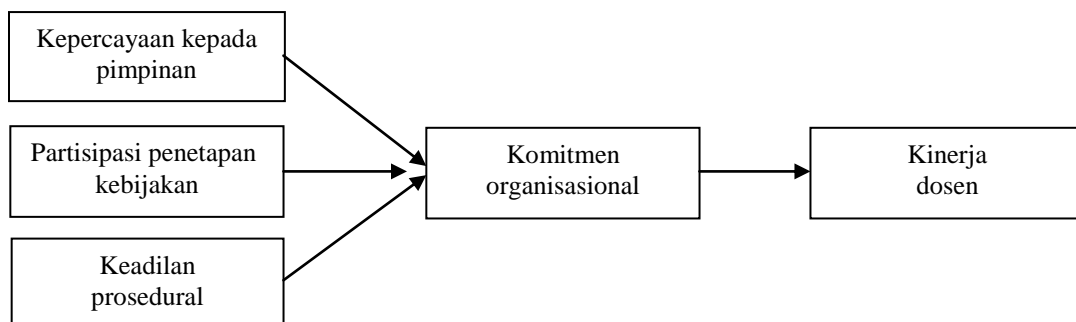 Kepercayaan kepada
pimpinan
Partisipasi penetapan
kebijakan
Keadilan
prosedural
Komitmen
organisasional
Kinerja
dosen